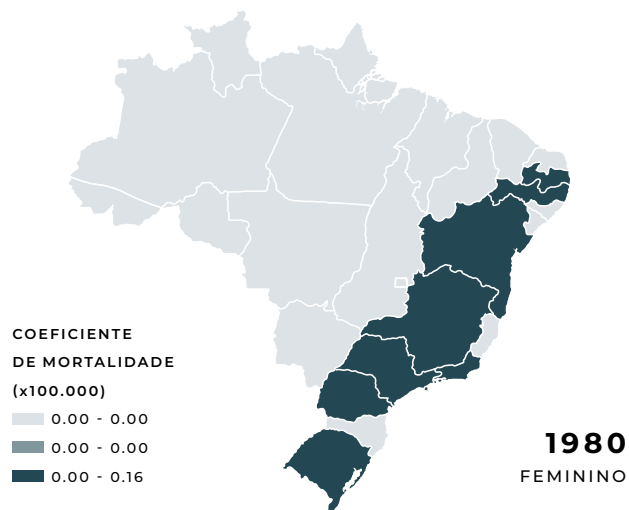 COEFICIENTE
DE MORTALIDADE
(x100.000)
0.00 - 0.00
0.00 - 0.00
0.00 - 0.16
1980
FEMININO